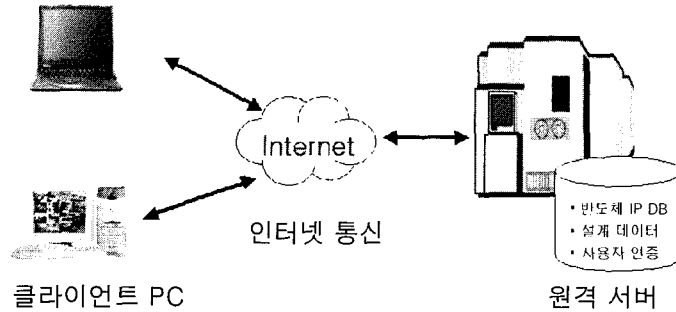 Internet
인터넷 통신
• 반도체 IP DB
• 설계 데이터
• 사용자 인증
클라이언트 PC
원격 서버